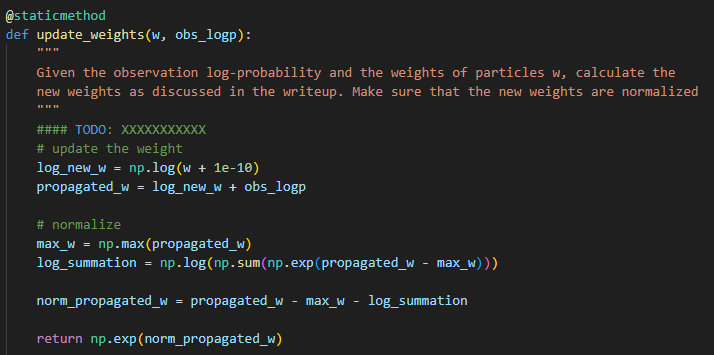 @staticmethod
def update_weights(w, obs_logp):
"""
Given the observation log-probability and the weights of particles w, calculate the
new weights as discussed in the writeup. Make sure that the new weights are normalized
"""
#### TODO: XXXXXXXXXXX
# update the weight
log_new_w = np.log(w + 1e-10)
propagated_w = log_new_w + obs_logp
# normalize
max_w = np.max(propagated_w)
log_summation = np.log(np.sum(np.exp(propagated_w - max_w)))
norm_propagated_w = propagated_w - max_w - log_summation
return np.exp(norm_propagated_w)